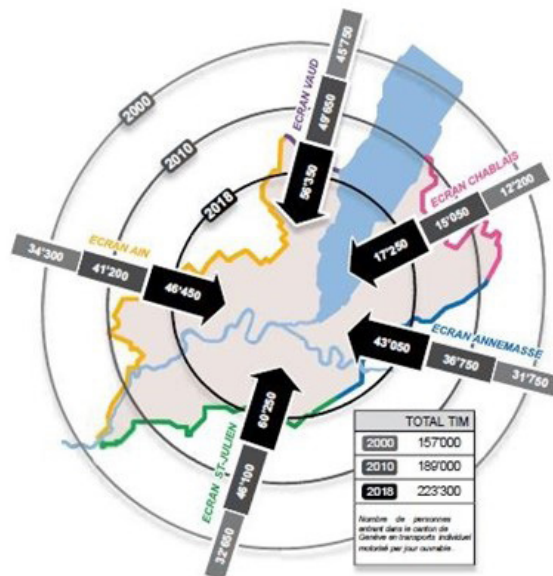 2000
2010
2018
ECRAN VAUD
45'750
49'650
56'350
ECRAN CHABLAIS
12'200
15'050
17'250
ECRAN AIN
34'300
41'200
46'450
ECRAN ANNEMASSE
43'050
36'750
31'750
ECRAN ST-JULIEN
60'250
46'100
32'650
TOTAL TIM
2000 157'000
2010 189'000
2018 223'300
Nombre de personnes
entrant dans le canton de
Genève en transports individuel
motorisé par jour ouvrable.